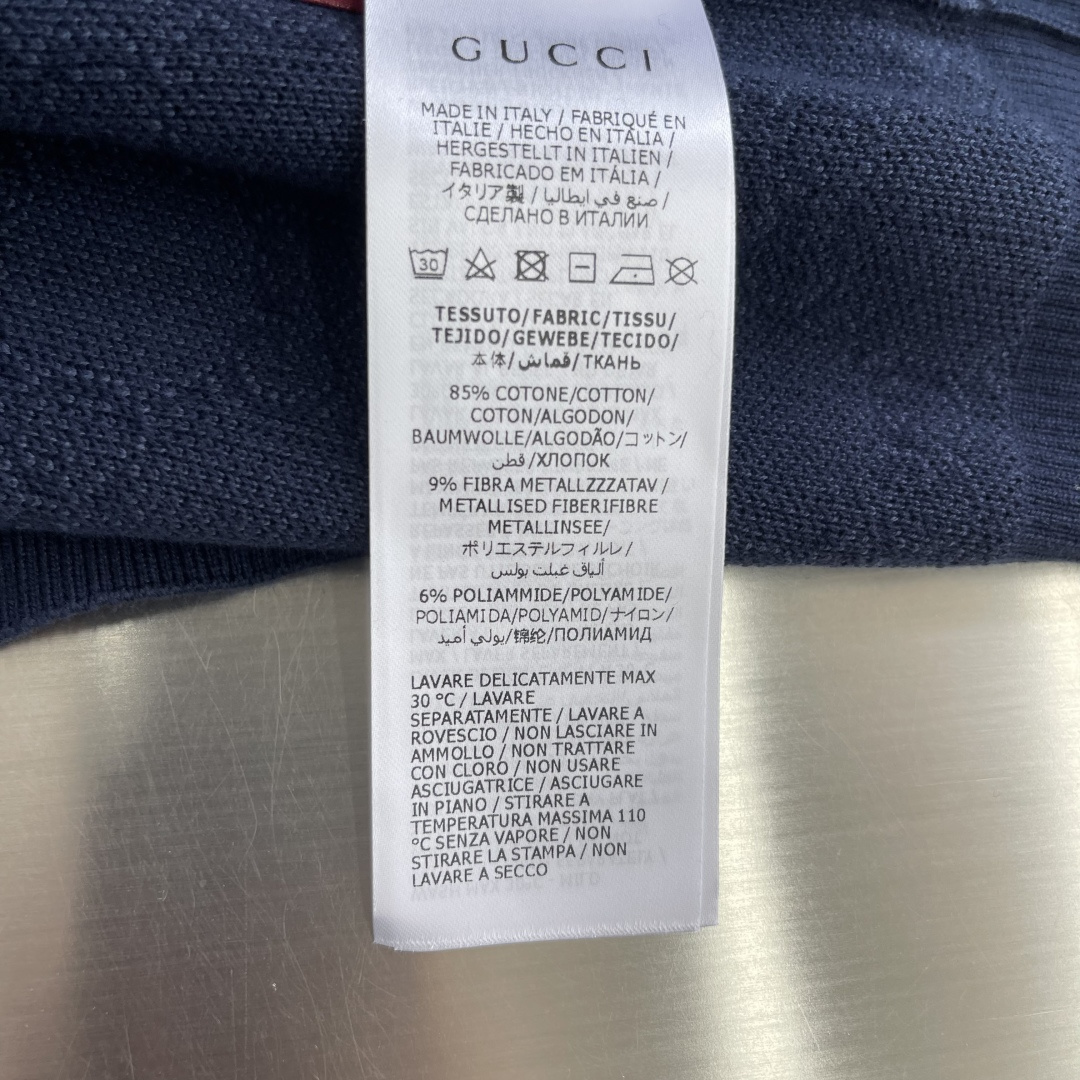 GUCCI
MADE IN ITALY / FABRIQUÉ EN
ITALIE / HECHO EN ITÁLIA /
HERGESTELLT IN ITALIEN /
FABRICADO EM ITÁLIA /
イタリア製 / صنع في ايطاليا /
СДЕЛАНО В ИТАЛИИ
30
TESSUTO/FABRIC/TISSU/
TEJIDO/GEWEBE/TECIDO/
本体/قماش/ТКАНЬ
85% COTONE/COTTON/
COTON/ALGODON/
BAUMWOLLE/ALGODÃO/コットン/
قطن/ХЛОПОК
9% FIBRA METALLZZZATAV /
METALLISED FIBERIFIBRE
METALLINSEE/
ポリエステルフィルレ/
ألياف غبلت بولس
6% POLIAMMIDE/POLYAMIDE/
POLIAMIDA/POLYAMID/ナイロン/
يولي أميد/锦纶/ПОЛИАМИД
LAVARE DELICATAMENTE MAX
30 °C / LAVARE
SEPARATAMENTE / LAVARE A
ROVESCIO / NON LASCIARE IN
AMMOLLO / NON TRATTARE
CON CLORO / NON USARE
ASCIUGATRICE / ASCIUGARE
IN PIANO / STIRARE A
TEMPERATURA MASSIMA 110
°C SENZA VAPORE / NON
STIRARE LA STAMPA / NON
LAVARE A SECCO